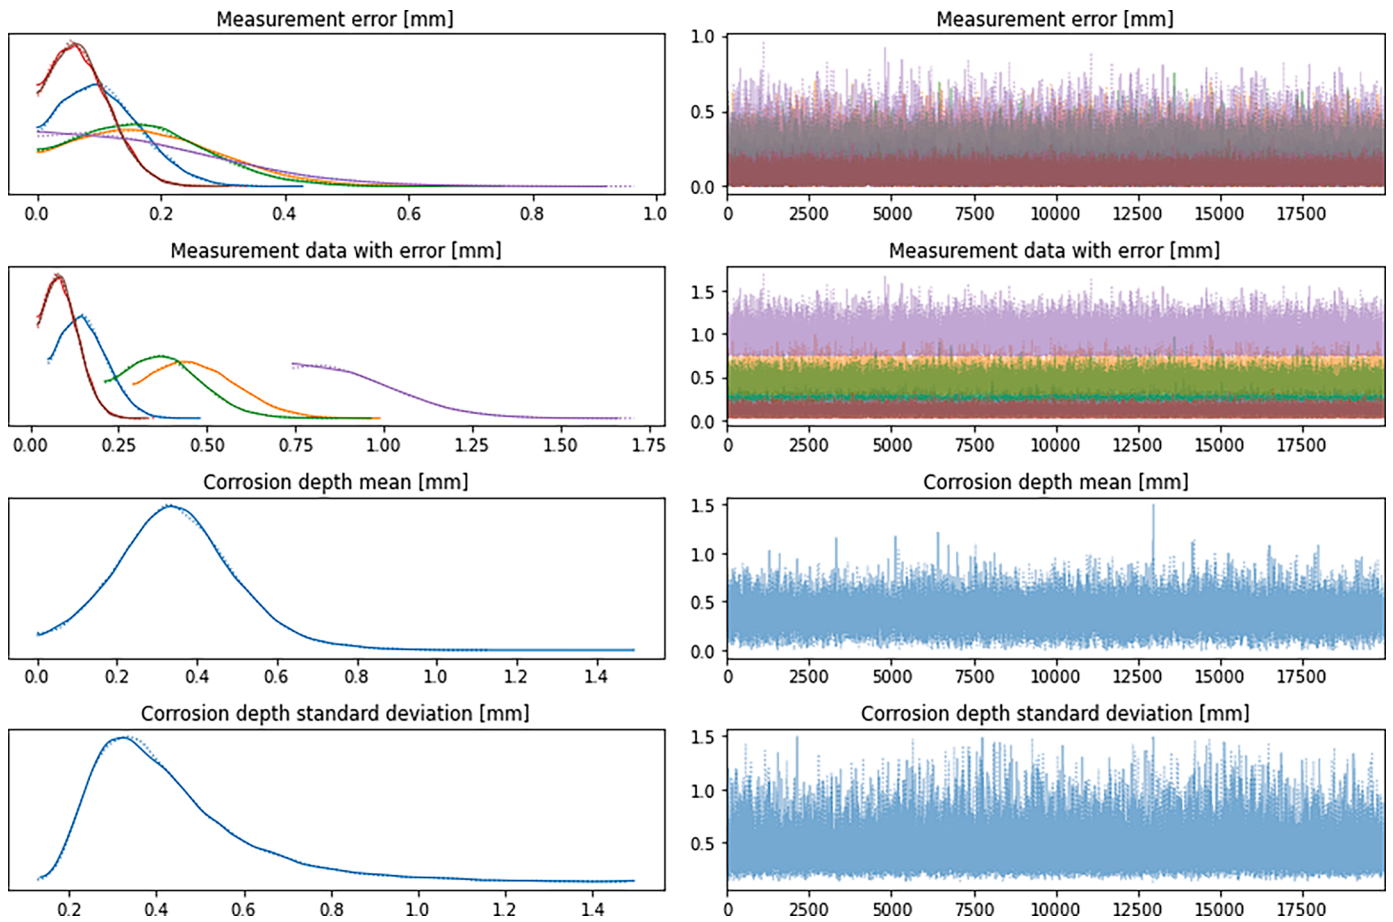 Measurement error [mm]
0.0 0.2 0.4 0.6 0.8 1.0
Measurement error [mm]
1.0
0.5
0.0
0 2500 5000 7500 10000 12500 15000 17500
Measurement data with error [mm]
0.00 0.25 0.50 0.75 1.00 1.25 1.50 1.75
Measurement data with error [mm]
1.5
1.0
0.5
0.0
0 2500 5000 7500 10000 12500 15000 17500
Corrosion depth mean [mm]
0.0 0.2 0.4 0.6 0.8 1.0 1.2 1.4
Corrosion depth mean [mm]
1.5
1.0
0.5
0.0
0 2500 5000 7500 10000 12500 15000 17500
Corrosion depth standard deviation [mm]
0.2 0.4 0.6 0.8 1.0 1.2 1.4
Corrosion depth standard deviation [mm]
1.5
1.0
0.5
0 2500 5000 7500 10000 12500 15000 17500